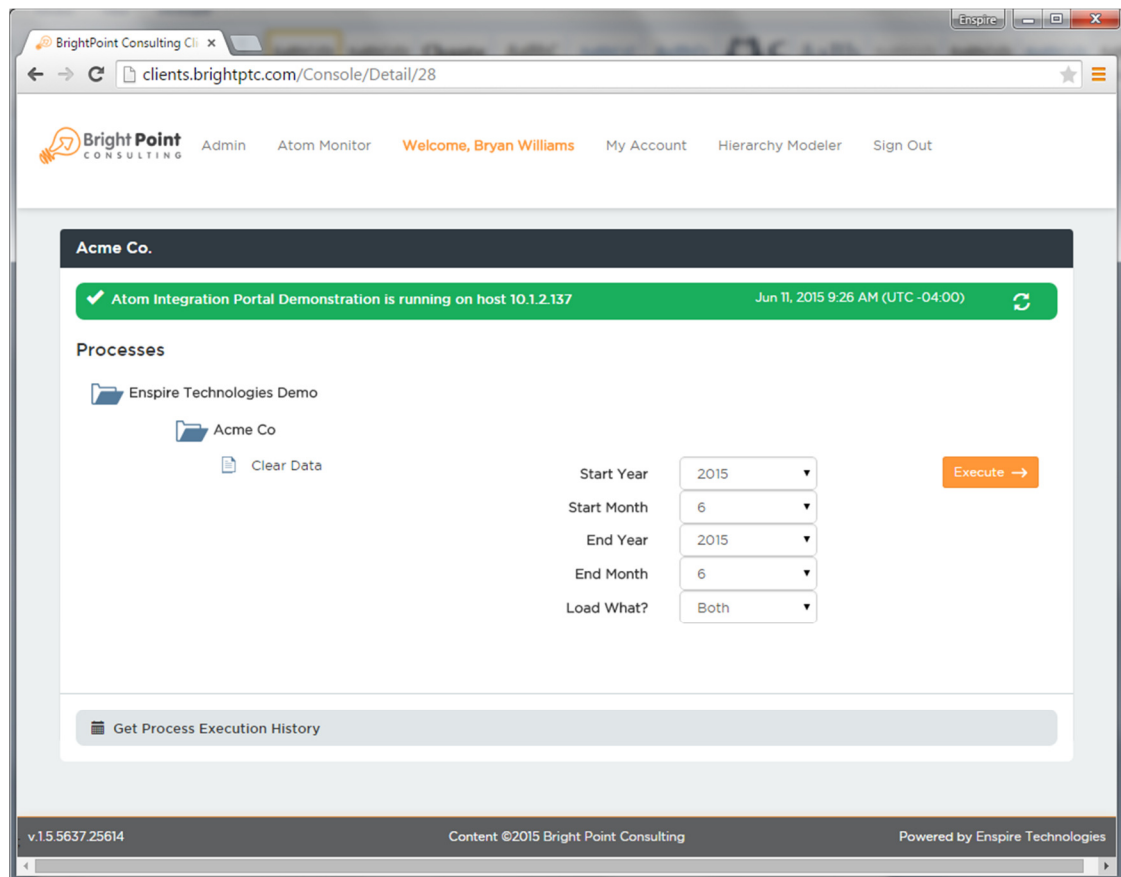 Enspire
BrightPoint Consulting Cli
clients.brightptc.com/Console/Detail/28
Bright Point
CONSULTING
Admin Atom Monitor Welcome, Bryan Williams My Account Hierarchy Modeler Sign Out
Acme Co.
Atom Integration Portal Demonstration is running on host 10.1.2.137 Jun 11, 2015 9:26 AM (UTC -04:00)
Processes
Enspire Technologies Demo
Acme Co
Clear Data
Start Year 2015 Execute →
Start Month 6
End Year 2015
End Month 6
Load What? Both
Get Process Execution History
v.1.5.5637.25614 Content ©2015 Bright Point Consulting Powered by Enspire Technologies